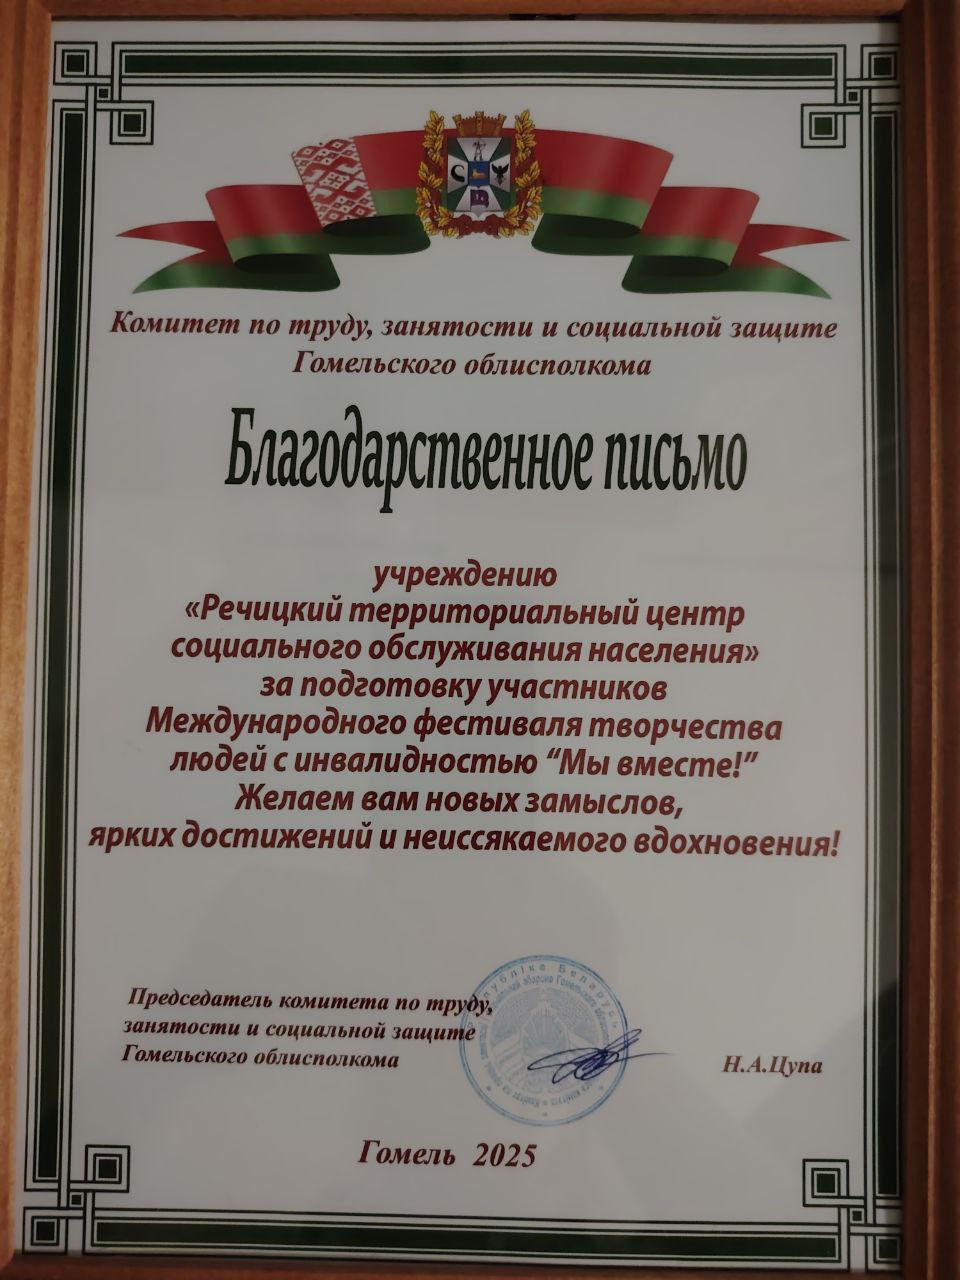 Комитет по труду, занятости и социальной защите
Гомельского облисполкома
Благодарственное письмо
учреждению
«Речицкий территориальный центр
социального обслуживания населения»
за подготовку участников
Международного фестиваля творчества
людей с инвалидностью “Мы вместе!”
Желаем вам новых замыслов,
ярких достижений и неиссякаемого вдохновения!
Председатель комитета по труду,
занятости и социальной защите
Гомельского облисполкома
Рэспубліка Беларусь
Н.А.Цупа
Гомель 2025